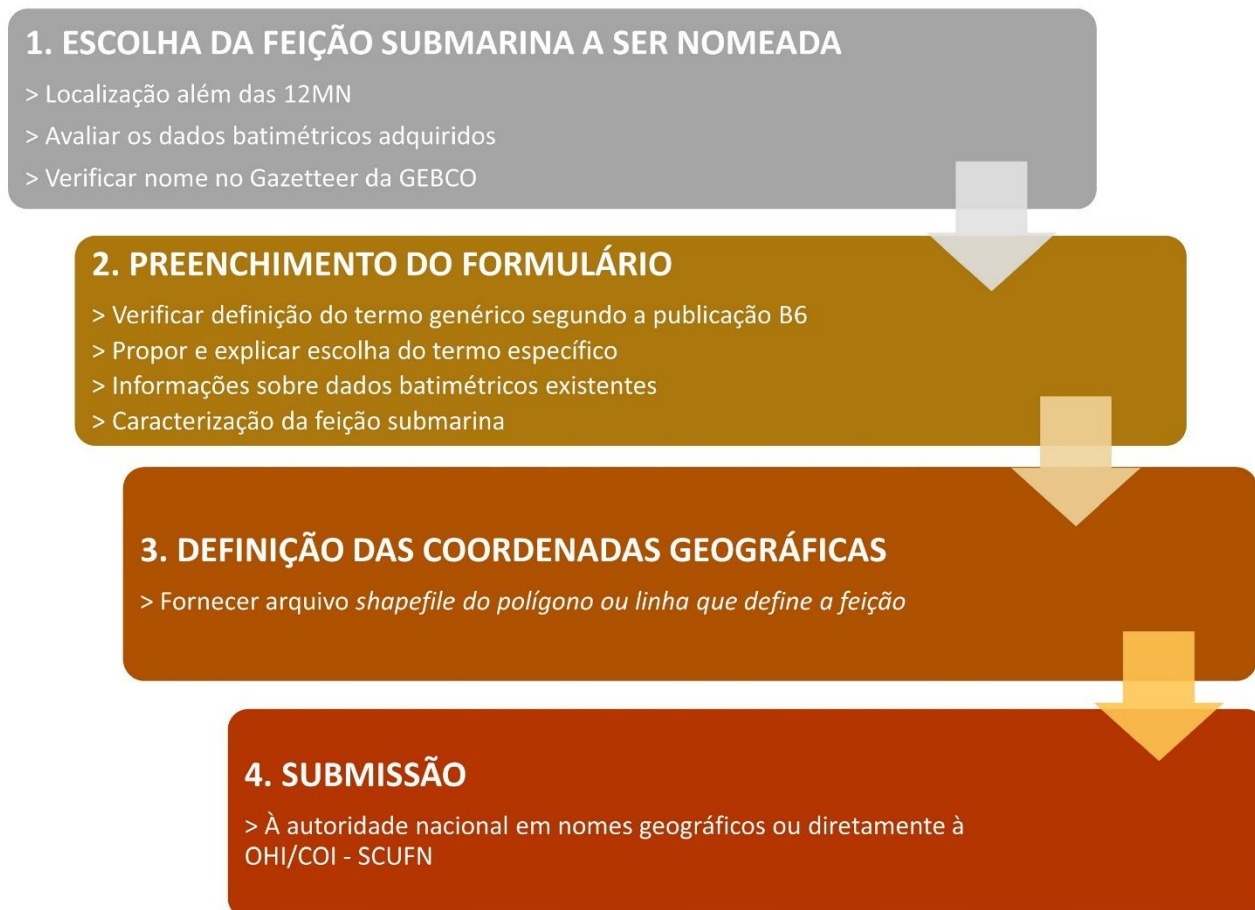 1. ESCOLHA DA FEIÇÃO SUBMARINA A SER NOMEADA
> Localização além das 12MN
> Avaliar os dados batimétricos adquiridos
> Verificar nome no Gazetteer da GEBCO
2. PREENCHIMENTO DO FORMULÁRIO
> Verificar definição do termo genérico segundo a publicação B6
> Propor e explicar escolha do termo específico
> Informações sobre dados batimétricos existentes
> Caracterização da feição submarina
3. DEFINIÇÃO DAS COORDENADAS GEOGRÁFICAS
> Fornecer arquivo shapefile do polígono ou linha que define a feição
4. SUBMISSÃO
> À autoridade nacional em nomes geográficos ou diretamente à
OHI/COI - SCUFN